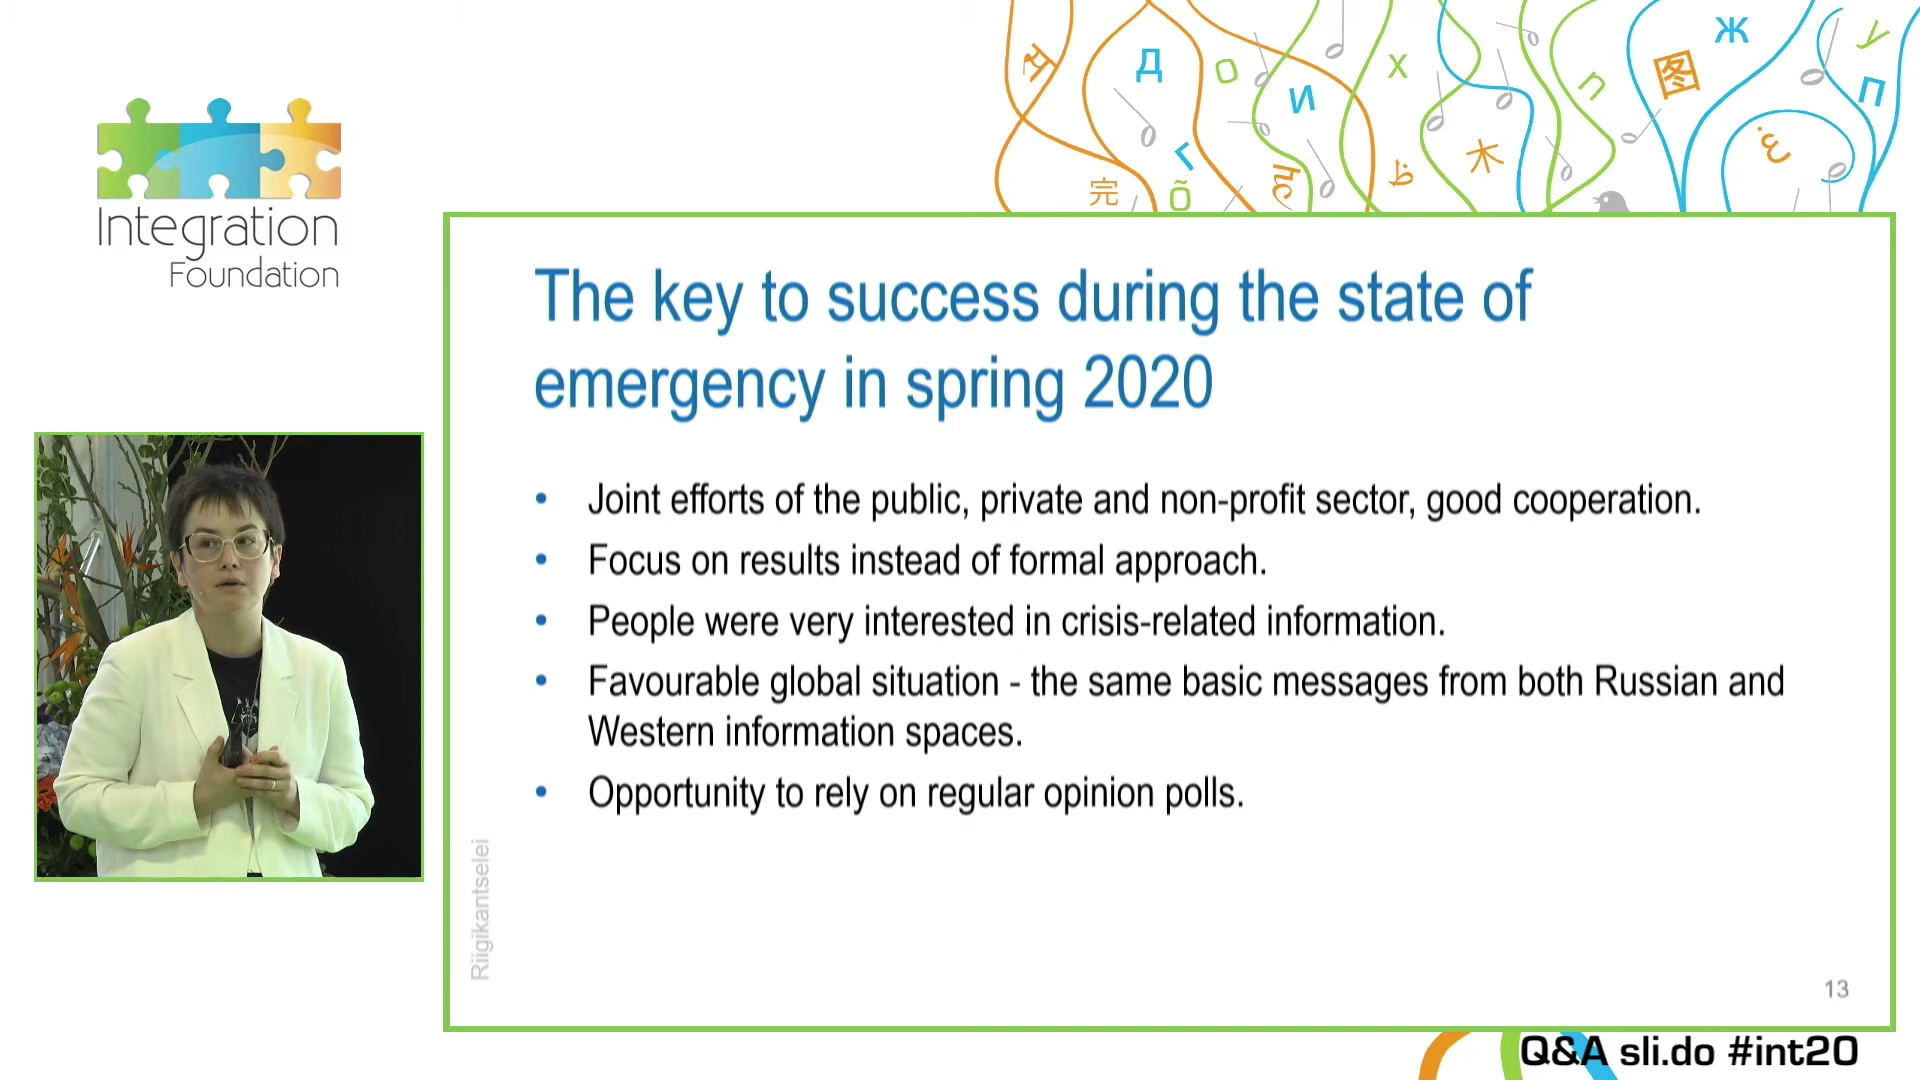 Integration
Foundation
Д
О
И
Х
Ж
У
П
图
木
完
Õ
Г
The key to success during the state of
emergency in spring 2020
• Joint efforts of the public, private and non-profit sector, good cooperation.
• Focus on results instead of formal approach.
• People were very interested in crisis-related information.
• Favourable global situation - the same basic messages from both Russian and
Western information spaces.
• Opportunity to rely on regular opinion polls.
Riigikantselei
13
Q&A sli.do #int20